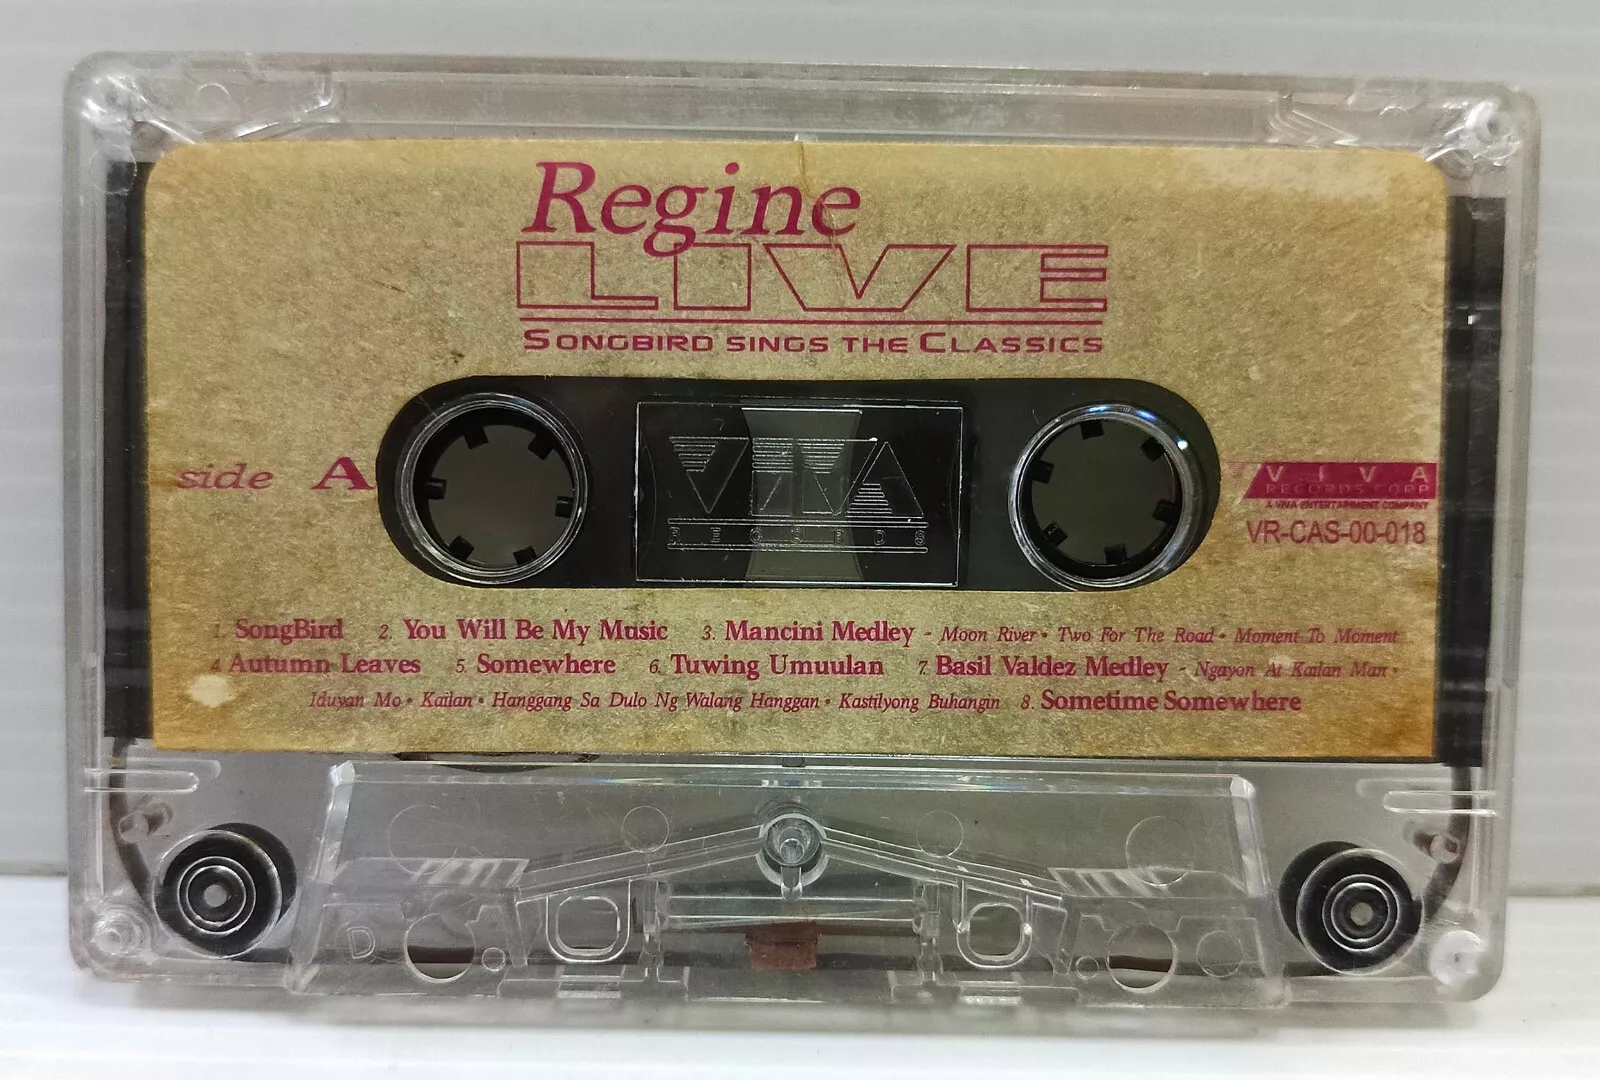 Regine
LIVE
SONGBIRD SINGS THE CLASSICS
side A
VIVA
RECORDS
VIVA
RECORDS CORP
A VIVA ENTERTAINMENT COMPANY
VR-CAS-00-018
1. SongBird 2. You Will Be My Music 3. Mancini Medley - Moon River • Two For The Road • Moment To Moment
4 Autumn Leaves 5. Somewhere 6. Tuwing Umuulan 7. Basil Valdez Medley - Ngayon At Kailan Man •
Iduyan Mo • Kailan • Hanggang Sa Dulo Ng Walang Hanggan • Kastilyong Buhangin 8. Sometime Somewhere
D